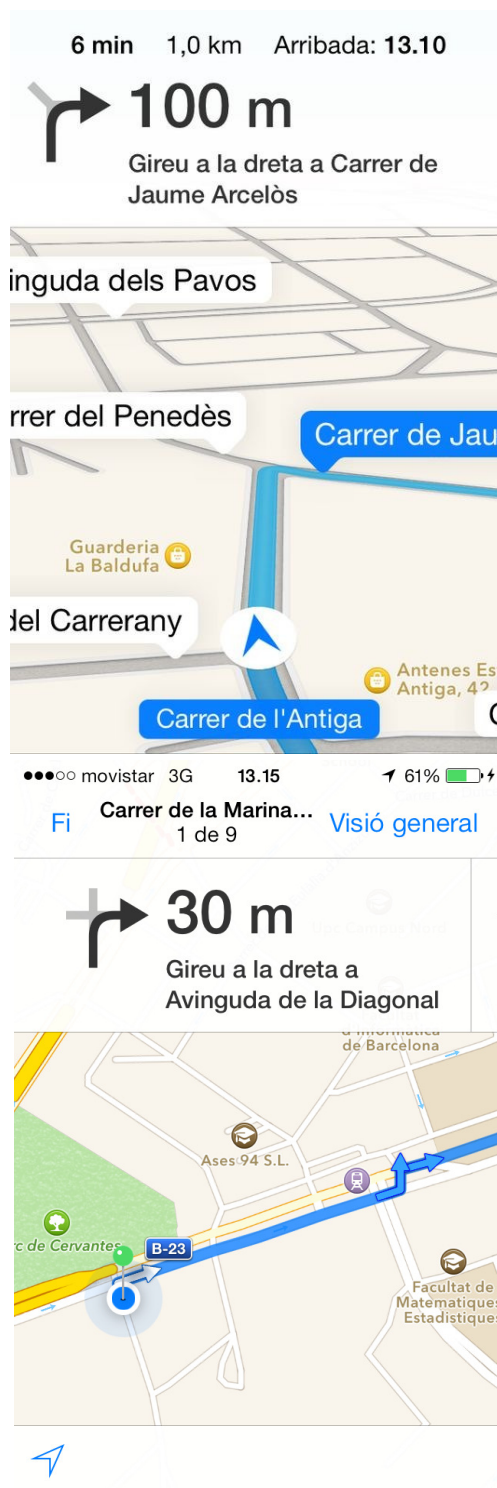 6 min 1,0 km Arribada: 13.10
100 m
Gireu a la dreta a Carrer de
Jaume Arcelòs
inguda dels Pavos
rrer del Penedès
Carrer de Jau
Guarderia
La Baldufa
del Carrerany
Antenes Es
Antiga, 42
Carrer de l'Antiga
movistar 3G 13.15 61%
Fi Carrer de la Marina… Visió general
1 de 9
30 m
Gireu a la dreta a
Avinguda de la Diagonal
d'Informàtica
de Barcelona
Ases 94 S.L.
rc de Cervantes
B-23
Facultat de
Matematiques
Estadistique